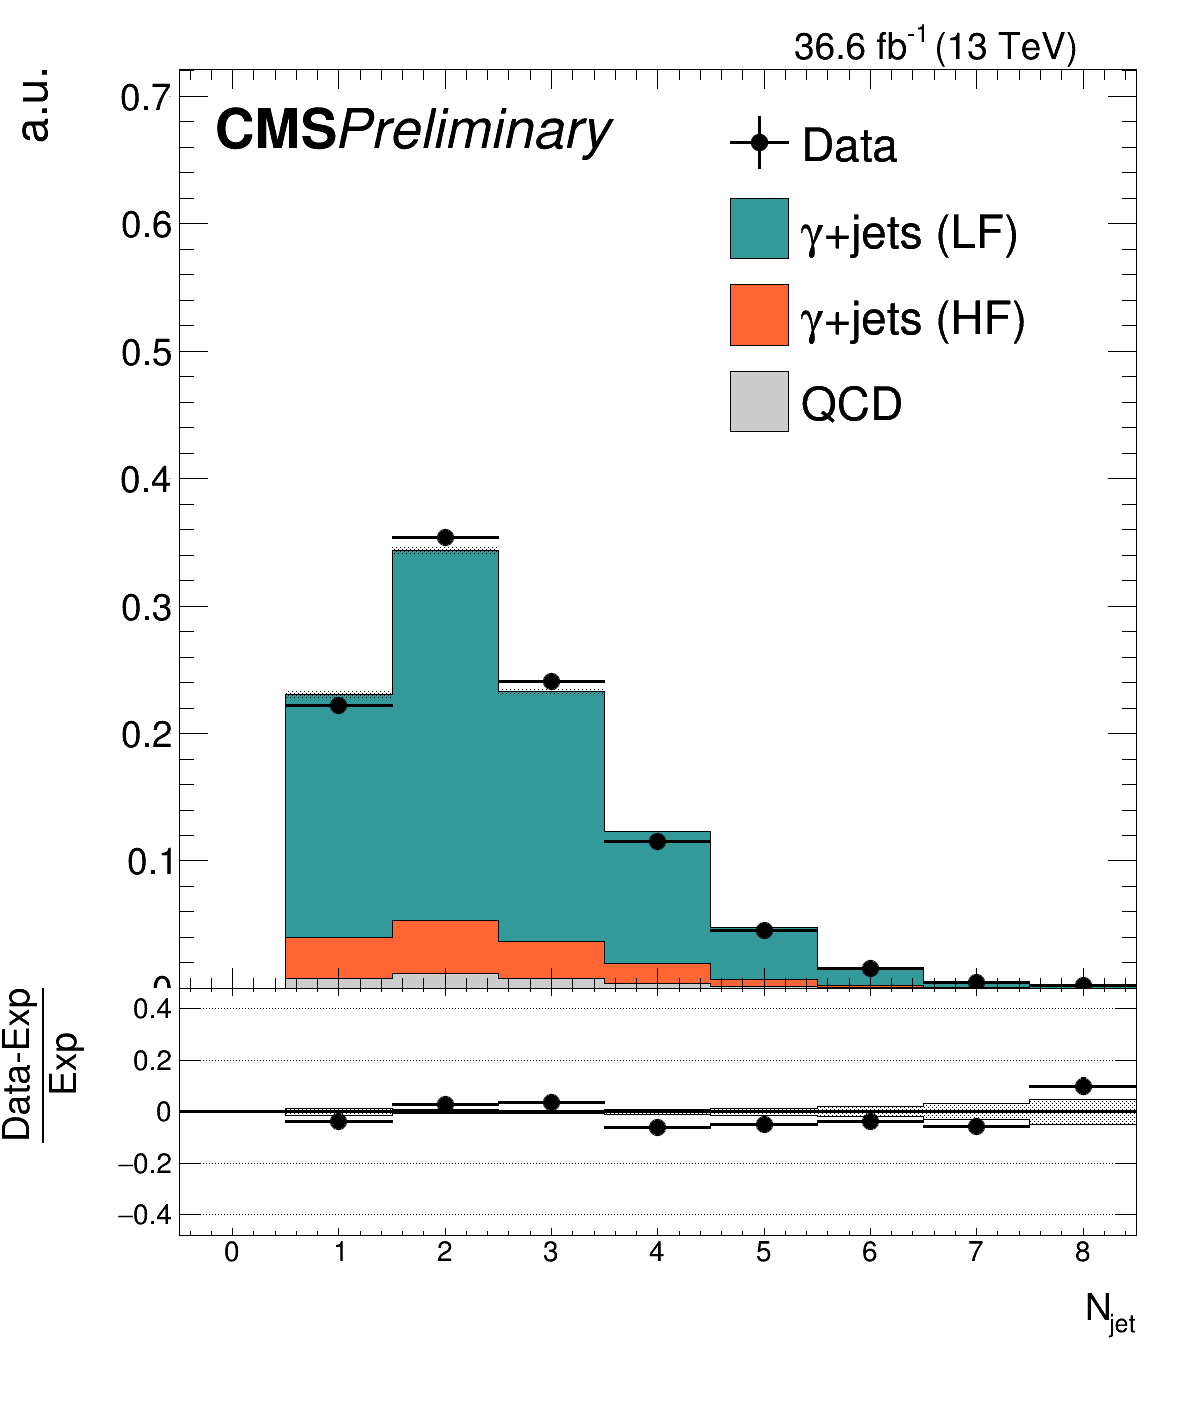 36.6 fb⁻¹ (13 TeV)
a.u.
CMS Preliminary
Data
γ+jets (LF)
γ+jets (HF)
QCD
0.7
0.6
0.5
0.4
0.3
0.2
0.1
0
Data-Exp
Exp
0.4
0.2
0
−0.2
−0.4
0 1 2 3 4 5 6 7 8
N_jet